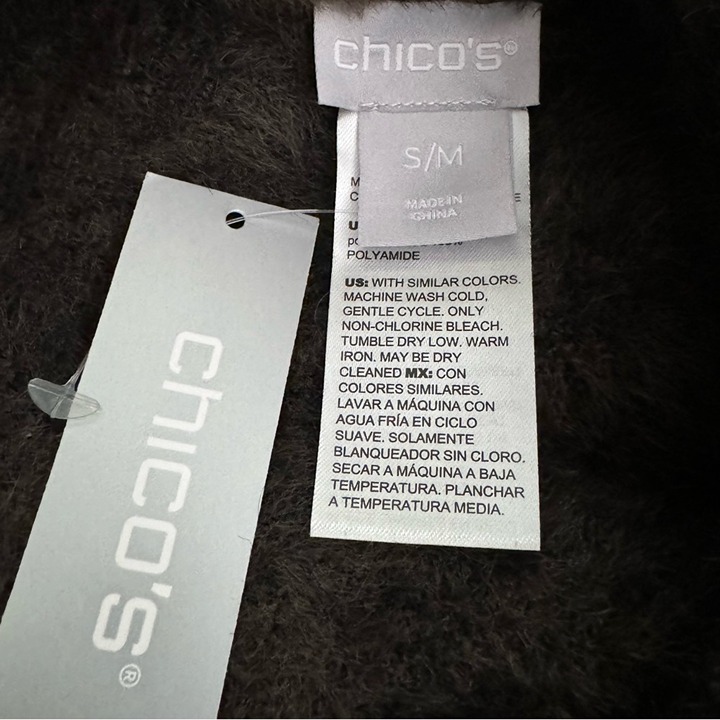 chico's®
S/M
MADE IN
CHINA
POLYAMIDE
US: WITH SIMILAR COLORS.
MACHINE WASH COLD,
GENTLE CYCLE. ONLY
NON-CHLORINE BLEACH.
TUMBLE DRY LOW. WARM
IRON. MAY BE DRY
CLEANED MX: CON
COLORES SIMILARES.
LAVAR A MÁQUINA CON
AGUA FRÍA EN CICLO
SUAVE. SOLAMENTE
BLANQUEADOR SIN CLORO.
SECAR A MÁQUINA A BAJA
TEMPERATURA. PLANCHAR
A TEMPERATURA MEDIA.
chico's®